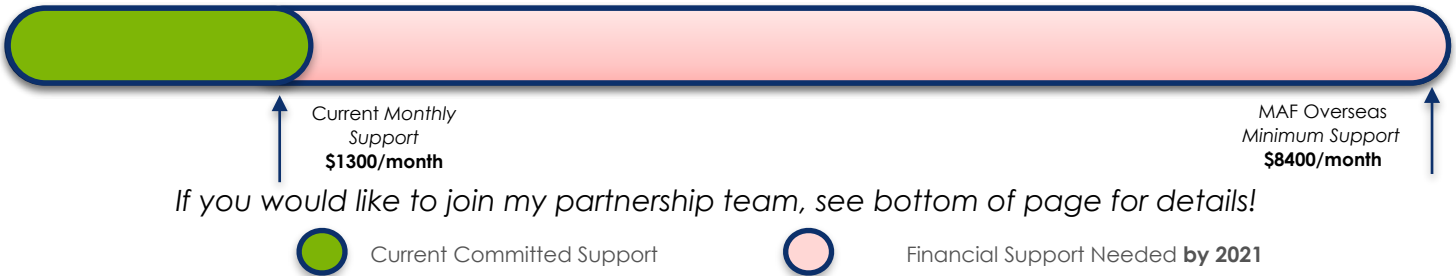 Current Monthly
Support
$1300/month
MAF Overseas
Minimum Support
$8400/month
If you would like to join my partnership team, see bottom of page for details!
Current Committed Support
Financial Support Needed by 2021